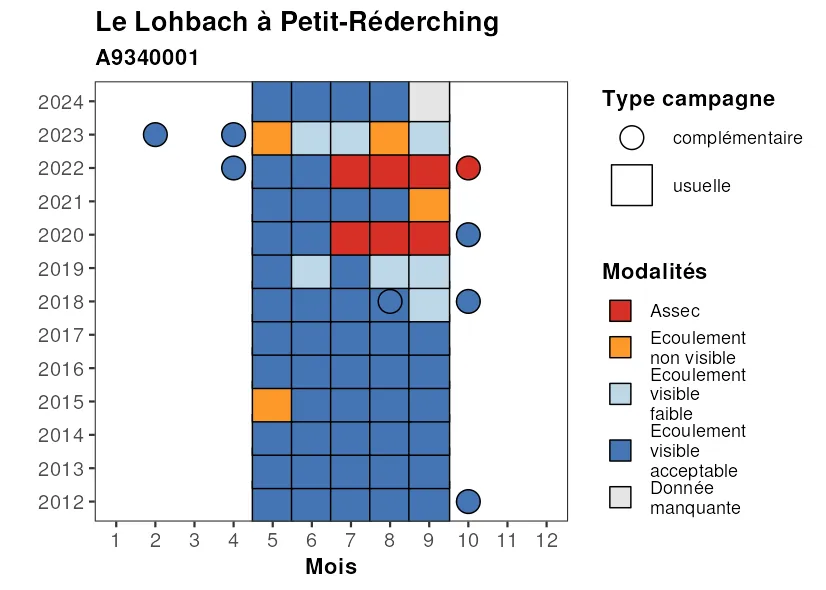 Le Lohbach à Petit-Réderching
A9340001
2024
2023
2022
2021
2020
2019
2018
2017
2016
2015
2014
2013
2012
1 2 3 4 5 6 7 8 9 10 11 12
Mois
Type campagne
complémentaire
usuelle
Modalités
Assec
Ecoulement
non visible
Ecoulement
visible
faible
Ecoulement
visible
acceptable
Donnée
manquante